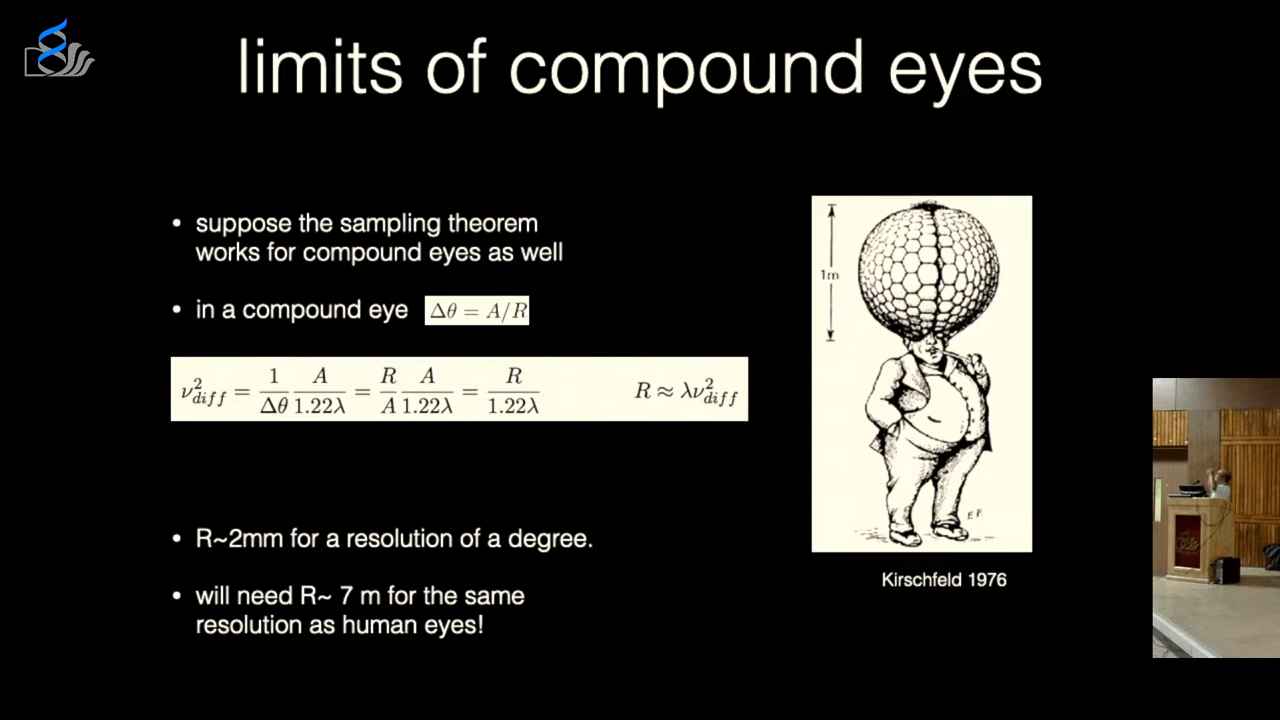 limits of compound eyes
• suppose the sampling theorem
works for compound eyes as well
• in a compound eye Δθ = A/R
ν²_diff = 1/Δθ A/1.22λ = R/A A/1.22λ = R/1.22λ R ≈ λν²_diff
• R~2mm for a resolution of a degree.
• will need R~ 7 m for the same
resolution as human eyes!
1m
E.F.
Kirschfeld 1976